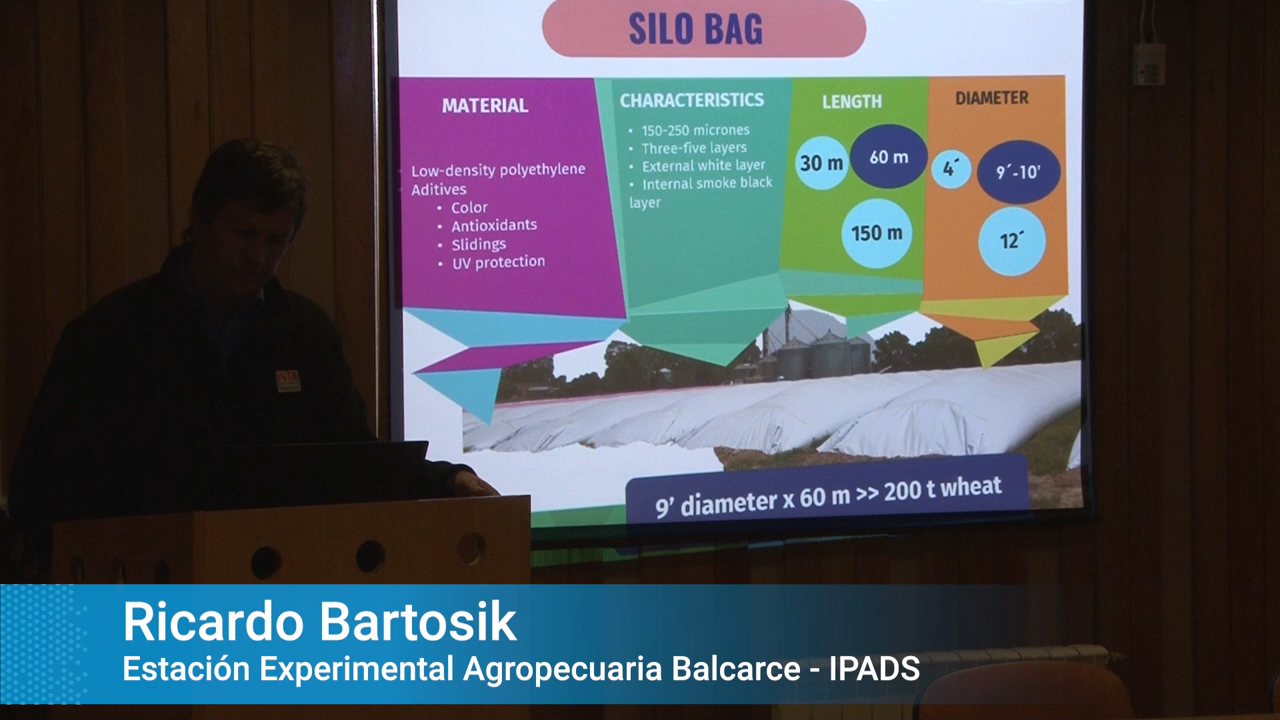 SILO BAG
MATERIAL
Low-density polyethylene
Aditives
• Color
• Antioxidants
• Slidings
• UV protection
CHARACTERISTICS
• 150-250 micrones
• Three-five layers
• External white layer
• Internal smoke black
layer
LENGTH
30 m
60 m
150 m
DIAMETER
4´
9´-10'
12´
9' diameter x 60 m >> 200 t wheat
Ricardo Bartosik
Estación Experimental Agropecuaria Balcarce - IPADS